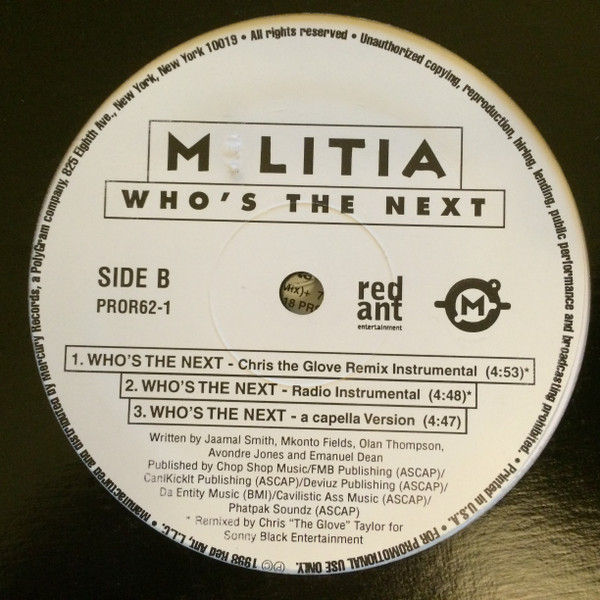 M LITIA
WHO'S THE NEXT
SIDE B
PROR62-1
red
ant
entertainment
M
1. WHO'S THE NEXT - Chris the Glove Remix Instrumental (4:53)*
2. WHO'S THE NEXT - Radio Instrumental (4:48)*
3. WHO'S THE NEXT - a capella Version (4:47)
Written by Jaamal Smith, Mkonto Fields, Olan Thompson,
Avondre Jones and Emanuel Dean
Published by Chop Shop Music/FMB Publishing (ASCAP)/
CanIKickIt Publishing (ASCAP)/Deviuz Publishing (ASCAP)/
Da Entity Music (BMI)/Cavilistic Ass Music (ASCAP)/
Phatpak Soundz (ASCAP)
* Remixed by Chris "The Glove" Taylor for
Sonny Black Entertainment
℗© 1998 Red Ant, L.L.C. • Manufactured and distributed by Mercury Records, a PolyGram company, 825 Eighth Ave., New York, New York 10019 • All rights reserved • Unauthorized copying, reproduction, hiring, lending, public performance and broadcasting prohibited. • Printed in U.S.A. • FOR PROMOTIONAL USE ONLY.